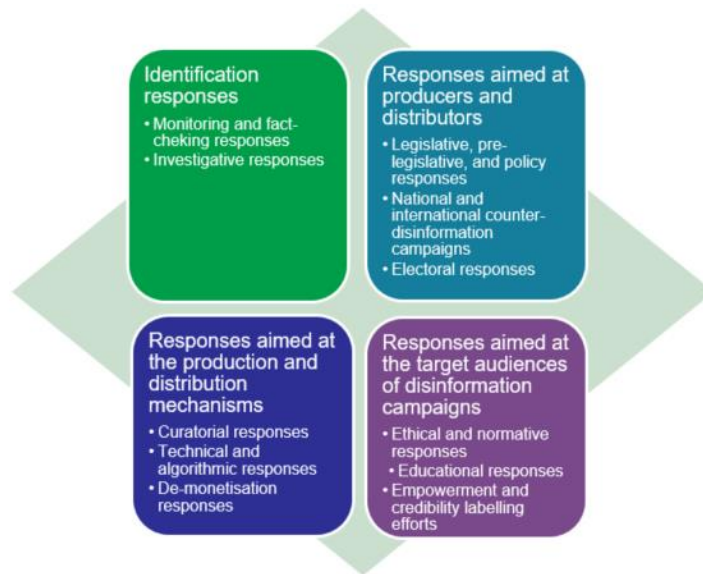 Identification
responses
• Monitoring and fact-
cheking responses
• Investigative responses
Responses aimed at
producers and
distributors
• Legislative, pre-
legislative, and policy
responses
• National and
international counter-
disinformation
campaigns
• Electoral responses
Responses aimed at
the production and
distribution
mechanisms
• Curatorial responses
• Technical and
algorithmic responses
• De-monetisation
responses
Responses aimed at
the target audiences
of disinformation
campaigns
• Ethical and normative
responses
• Educational responses
• Empowerment and
credibility labelling
efforts